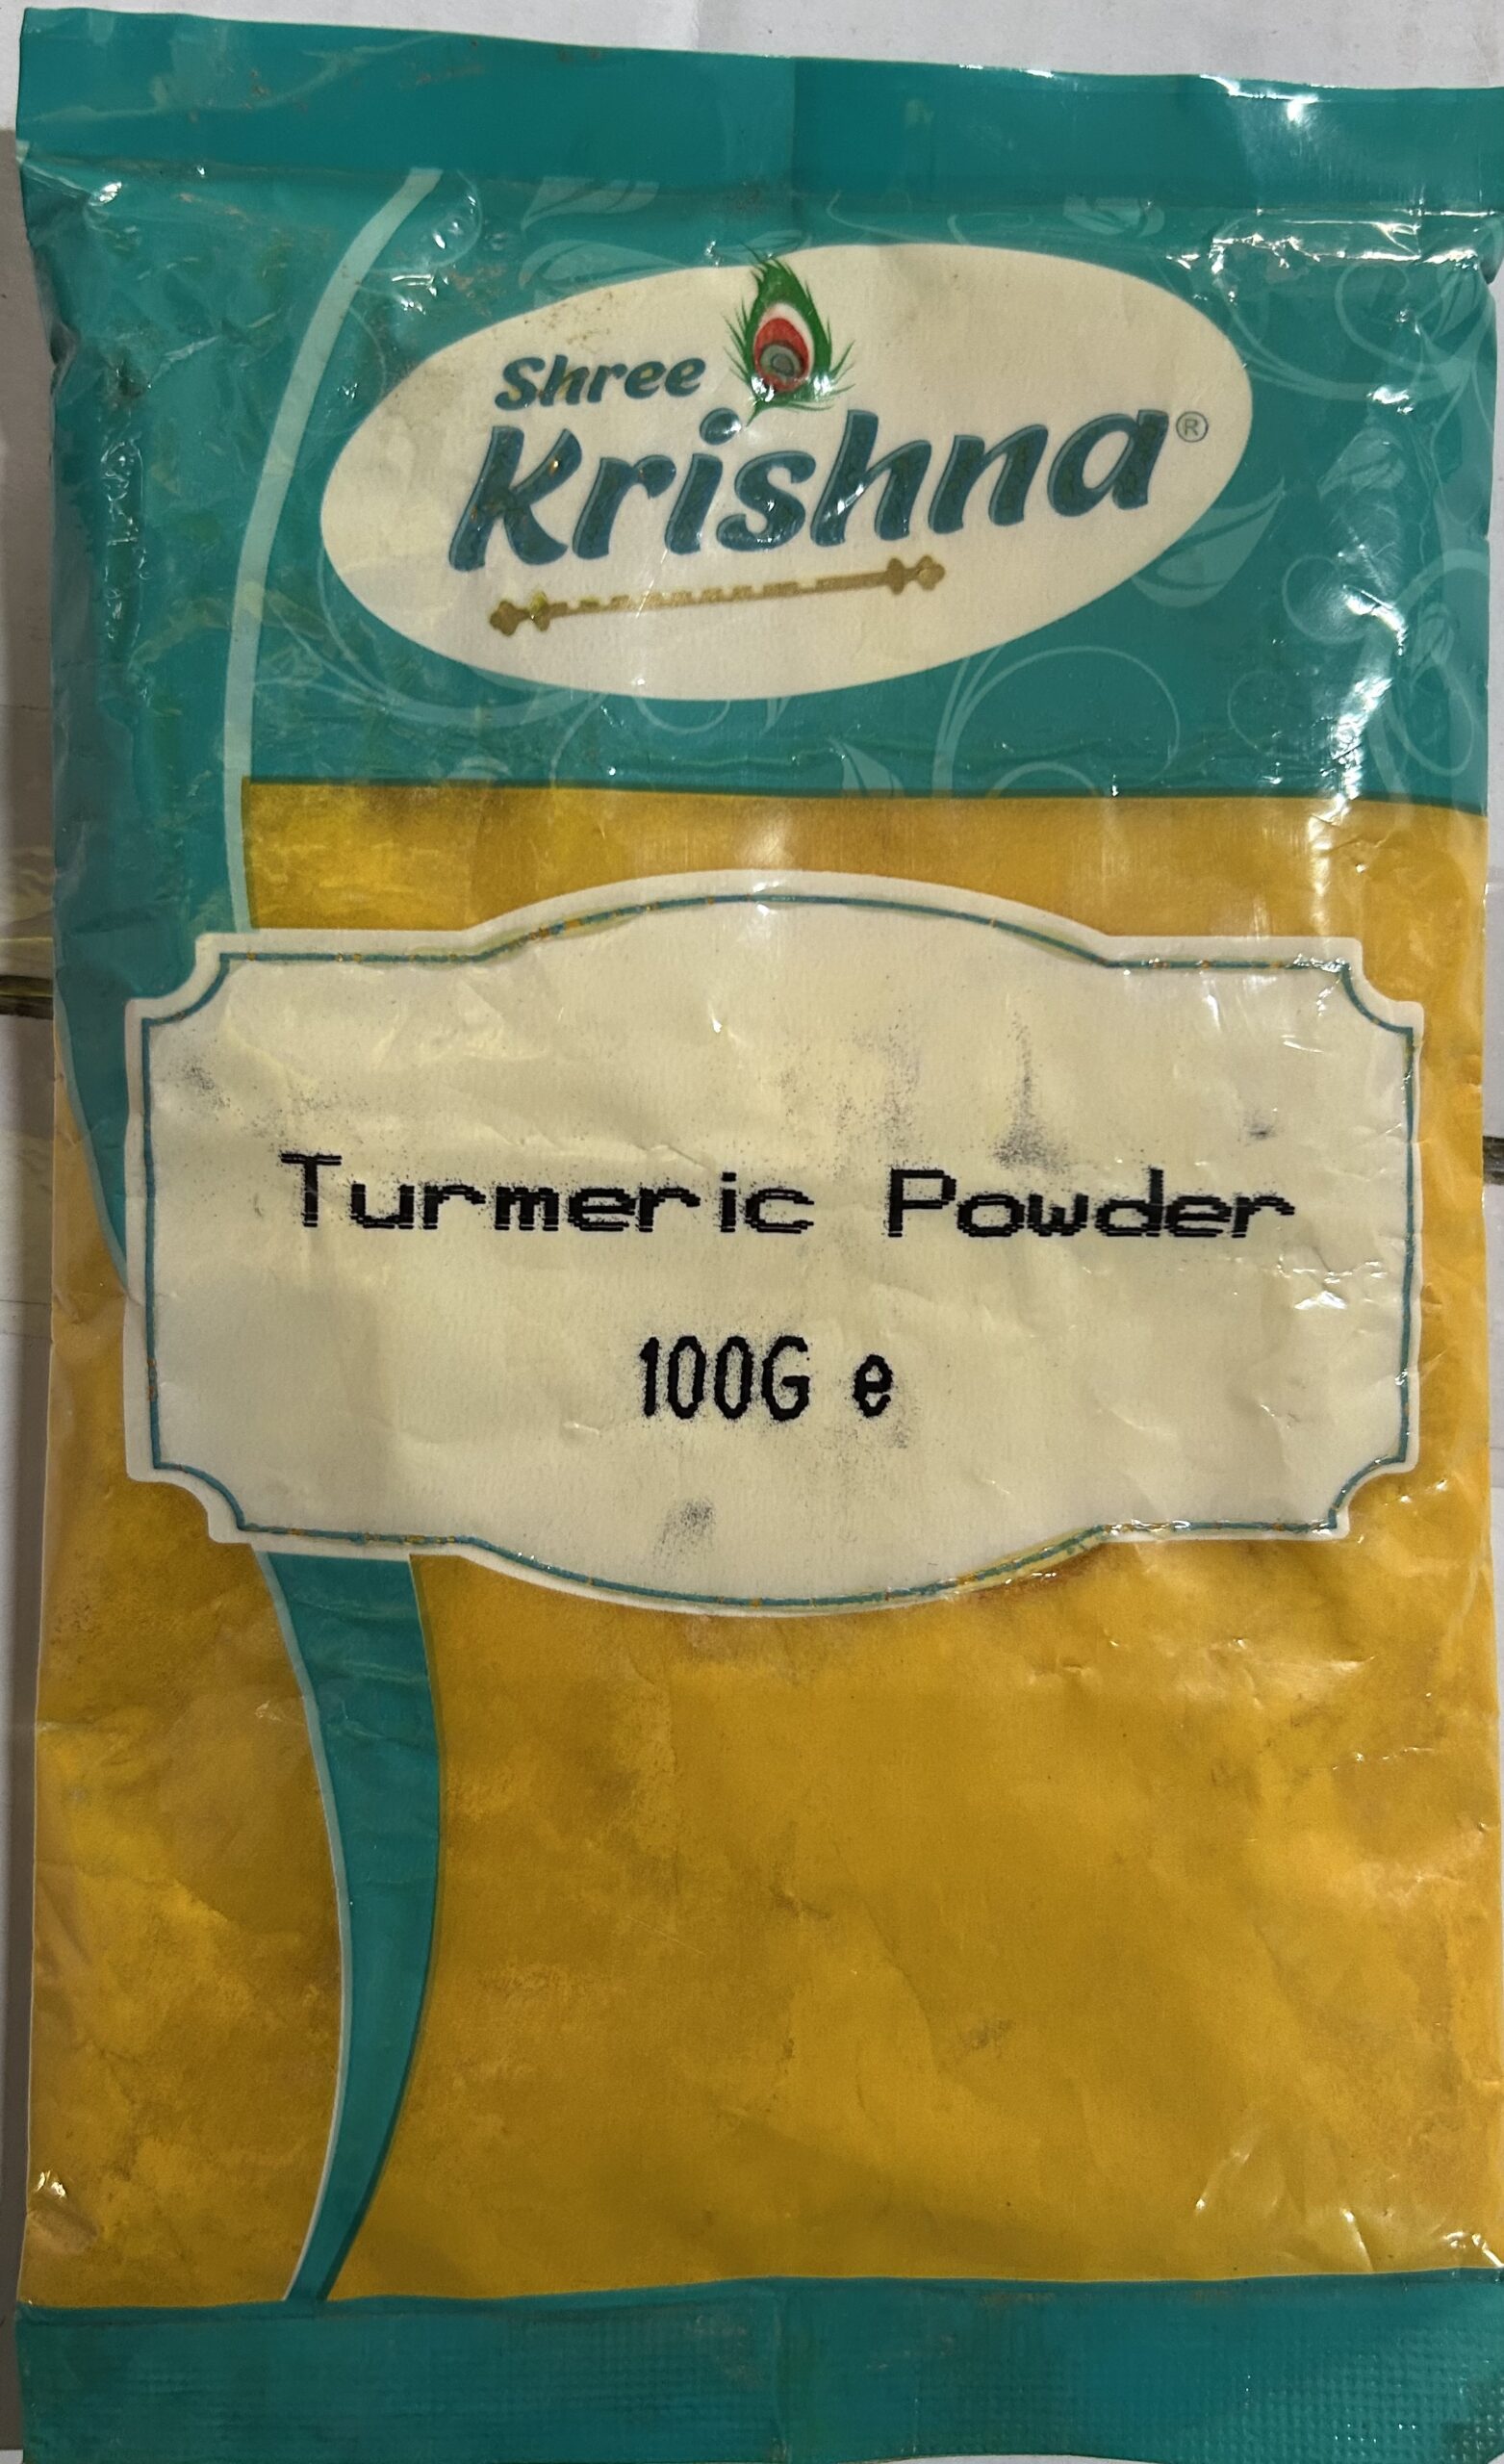 Shree
Krishna®
Turmeric Powder
100G e